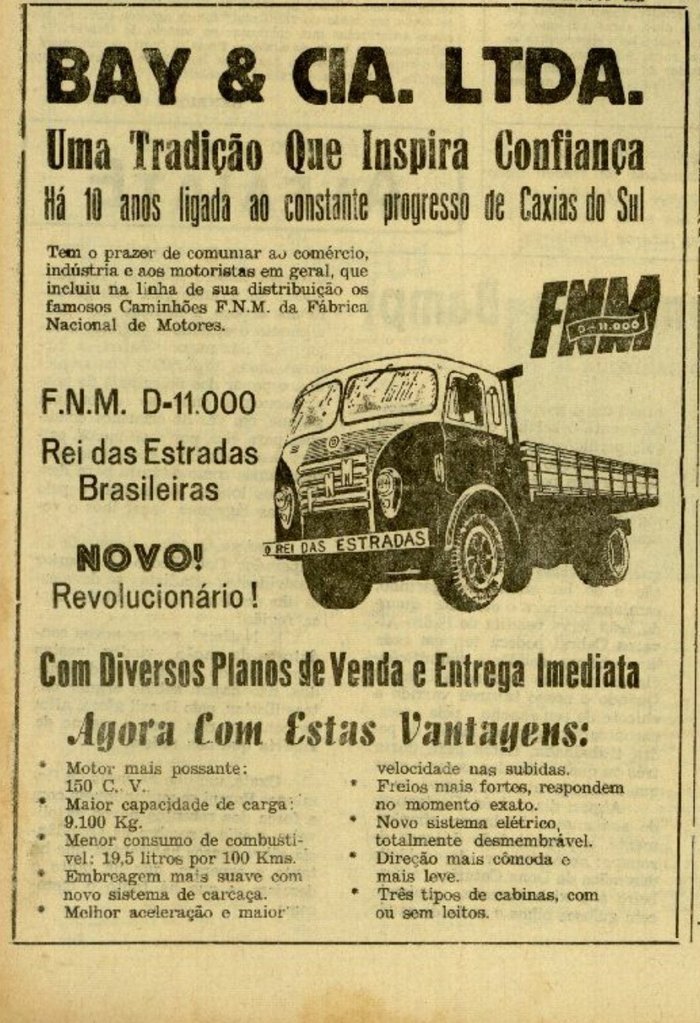 BAY & CIA. LTDA.
Uma Tradição Que Inspira Confiança
Há 10 anos ligada ao constante progresso de Caxias do Sul
Tem o prazer de comuniar ao comércio,
indústria e aos motoristas em geral, que
incluiu na linha de sua distribuição os
famosos Caminhões F.N.M. da Fábrica
Nacional de Motores.
FNM
D-11.000
F.N.M. D-11.000
Rei das Estradas
Brasileiras
NOVO!
Revolucionário!
FNM
O REI DAS ESTRADAS
Com Diversos Planos de Venda e Entrega Imediata
Agora Com Estas Vantagens:
* Motor mais possante:
150 C. V.
* Maior capacidade de carga:
9.100 Kg.
* Menor consumo de combustí-
vel: 19,5 litros por 100 Kms.
* Embreagem mais suave com
novo sistema de carcaça.
* Melhor aceleração e maior
velocidade nas subidas.
* Freios mais fortes, respondem
no momento exato.
* Novo sistema elétrico,
totalmente desmembrável.
* Direção mais cômoda e
mais leve.
* Três tipos de cabinas, com
ou sem leitos.